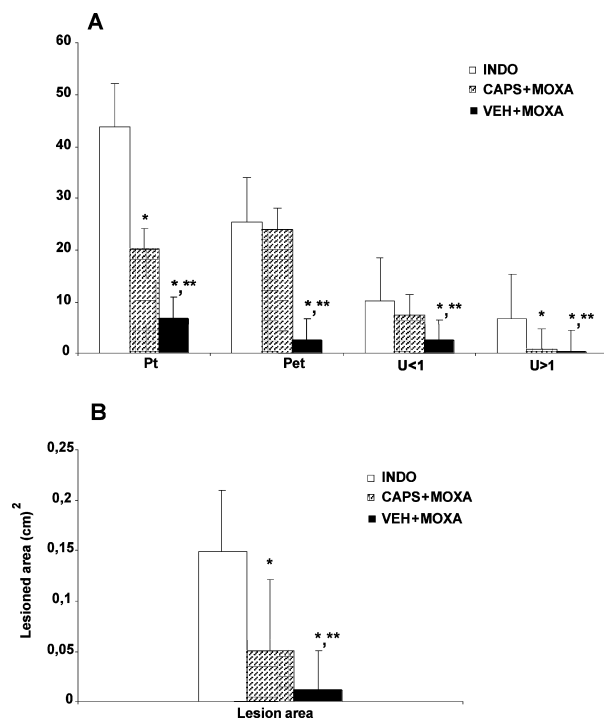 A
60
50
40
30
20
10
0
INDO
CAPS+MOXA
VEH+MOXA
*
*,**
*,**
*,**
*
*,**
Pt
Pet
U<1
U>1
B
0,25
0,2
0,15
0,1
0,05
0
Lesioned area (cm)²
INDO
CAPS+MOXA
VEH+MOXA
*
*,**
Lesion area